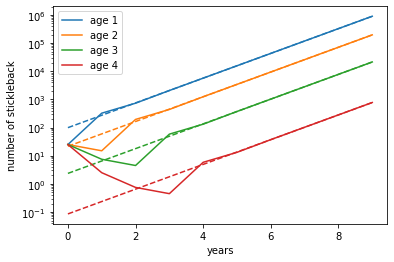 age 1
age 2
age 3
age 4
number of stickleback
10⁶
10⁵
10⁴
10³
10²
10¹
10⁰
10⁻¹
0 2 4 6 8
years